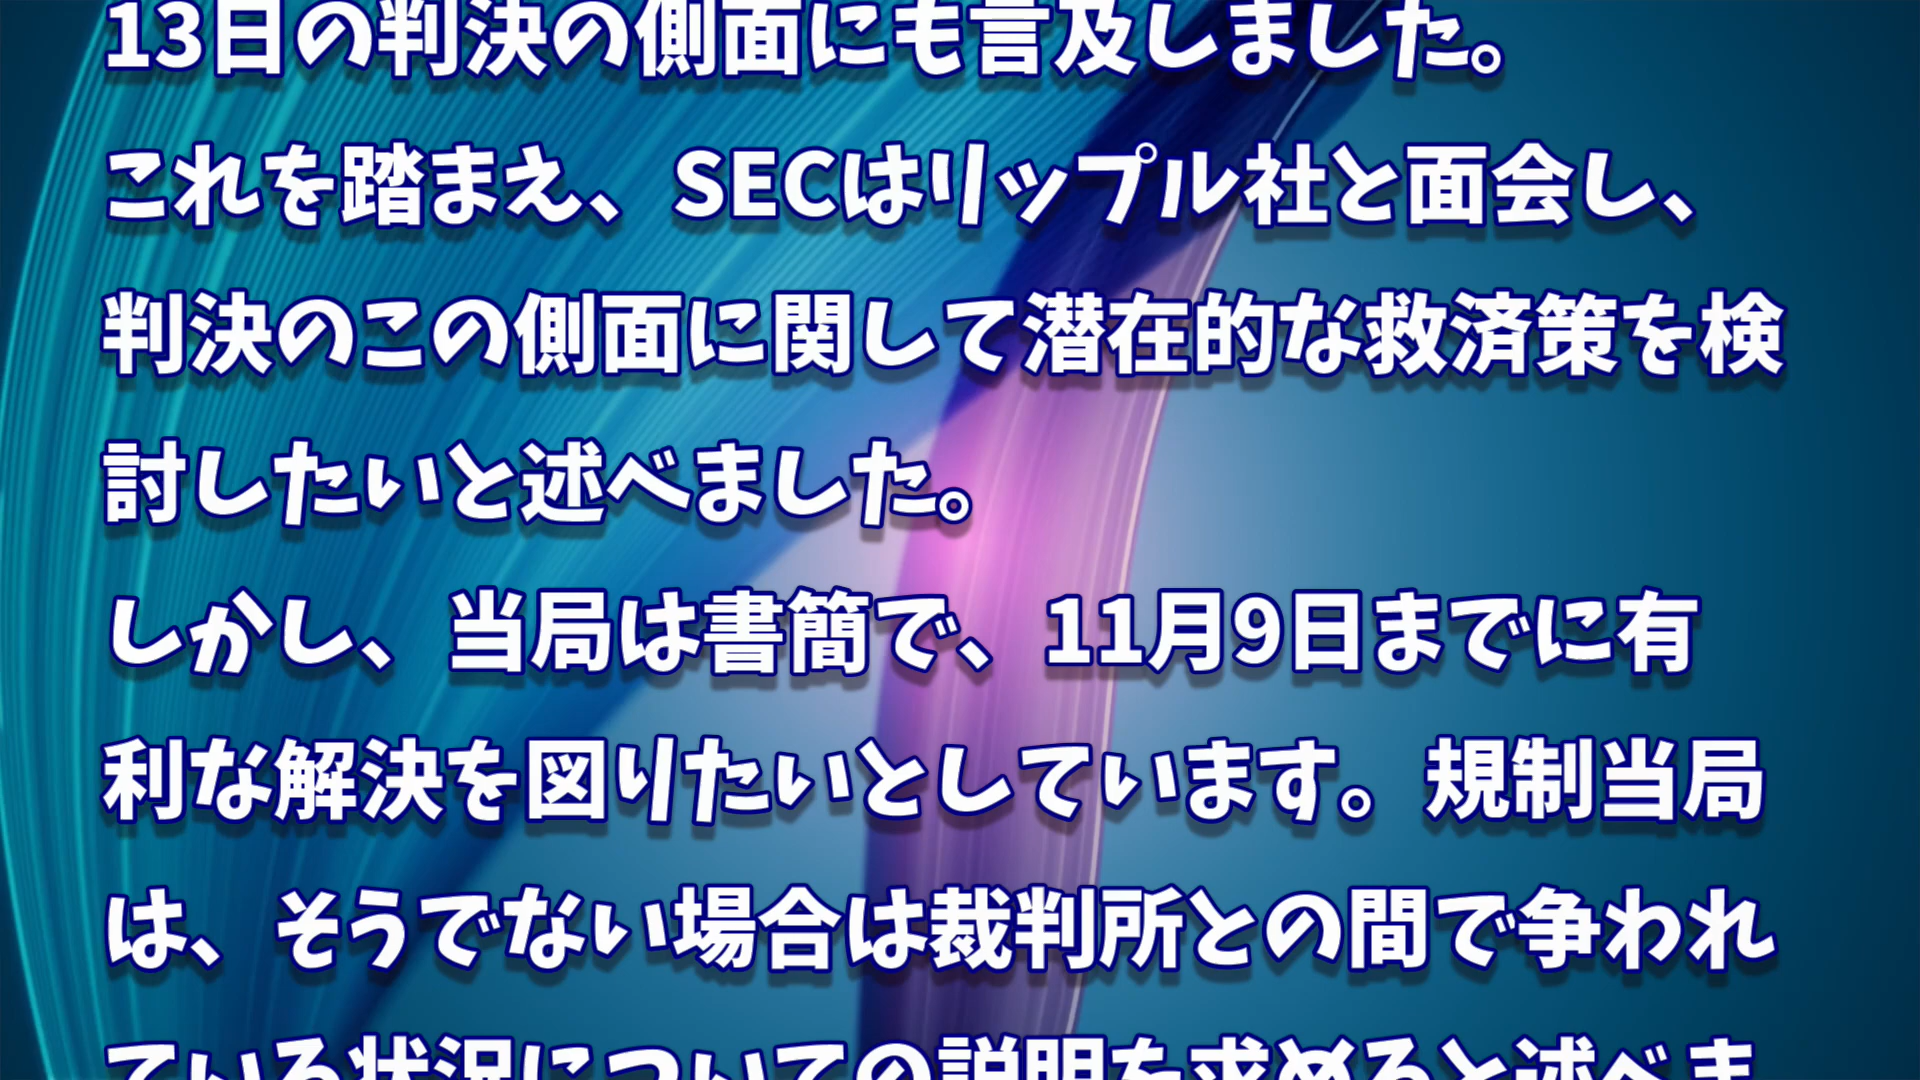 13日の判決の側面にも言及しました。
これを踏まえ、SECはリップル社と面会し、
判決のこの側面に関して潜在的な救済策を検
討したいと述べました。
しかし、当局は書簡で、11月9日までに有
利な解決を図りたいとしています。規制当局
は、そうでない場合は裁判所との間で争われ
ている状況についての説明を求めると述べま